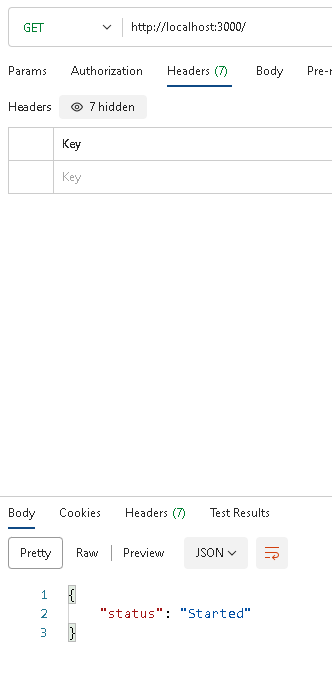 GET http://localhost:3000/
Params Authorization Headers (7) Body Pre-r
Headers 7 hidden
Key
Key
Body Cookies Headers (7) Test Results
Pretty Raw Preview JSON
1 {
2 "status": "Started"
3 }